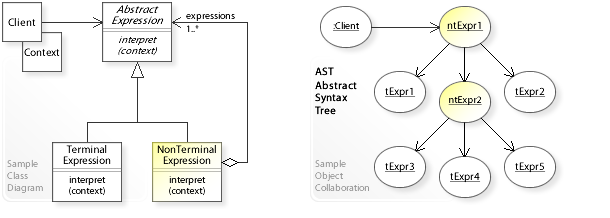 Client
Context
Abstract
Expression
interpret
(context)
expressions
1..*
Terminal
Expression
interpret
(context)
NonTerminal
Expression
interpret
(context)
Sample
Class
Diagram
:Client
ntExpr1
AST
Abstract
Syntax
Tree
tExpr1
ntExpr2
tExpr2
tExpr3
tExpr4
tExpr5
Sample
Object
Collaboration